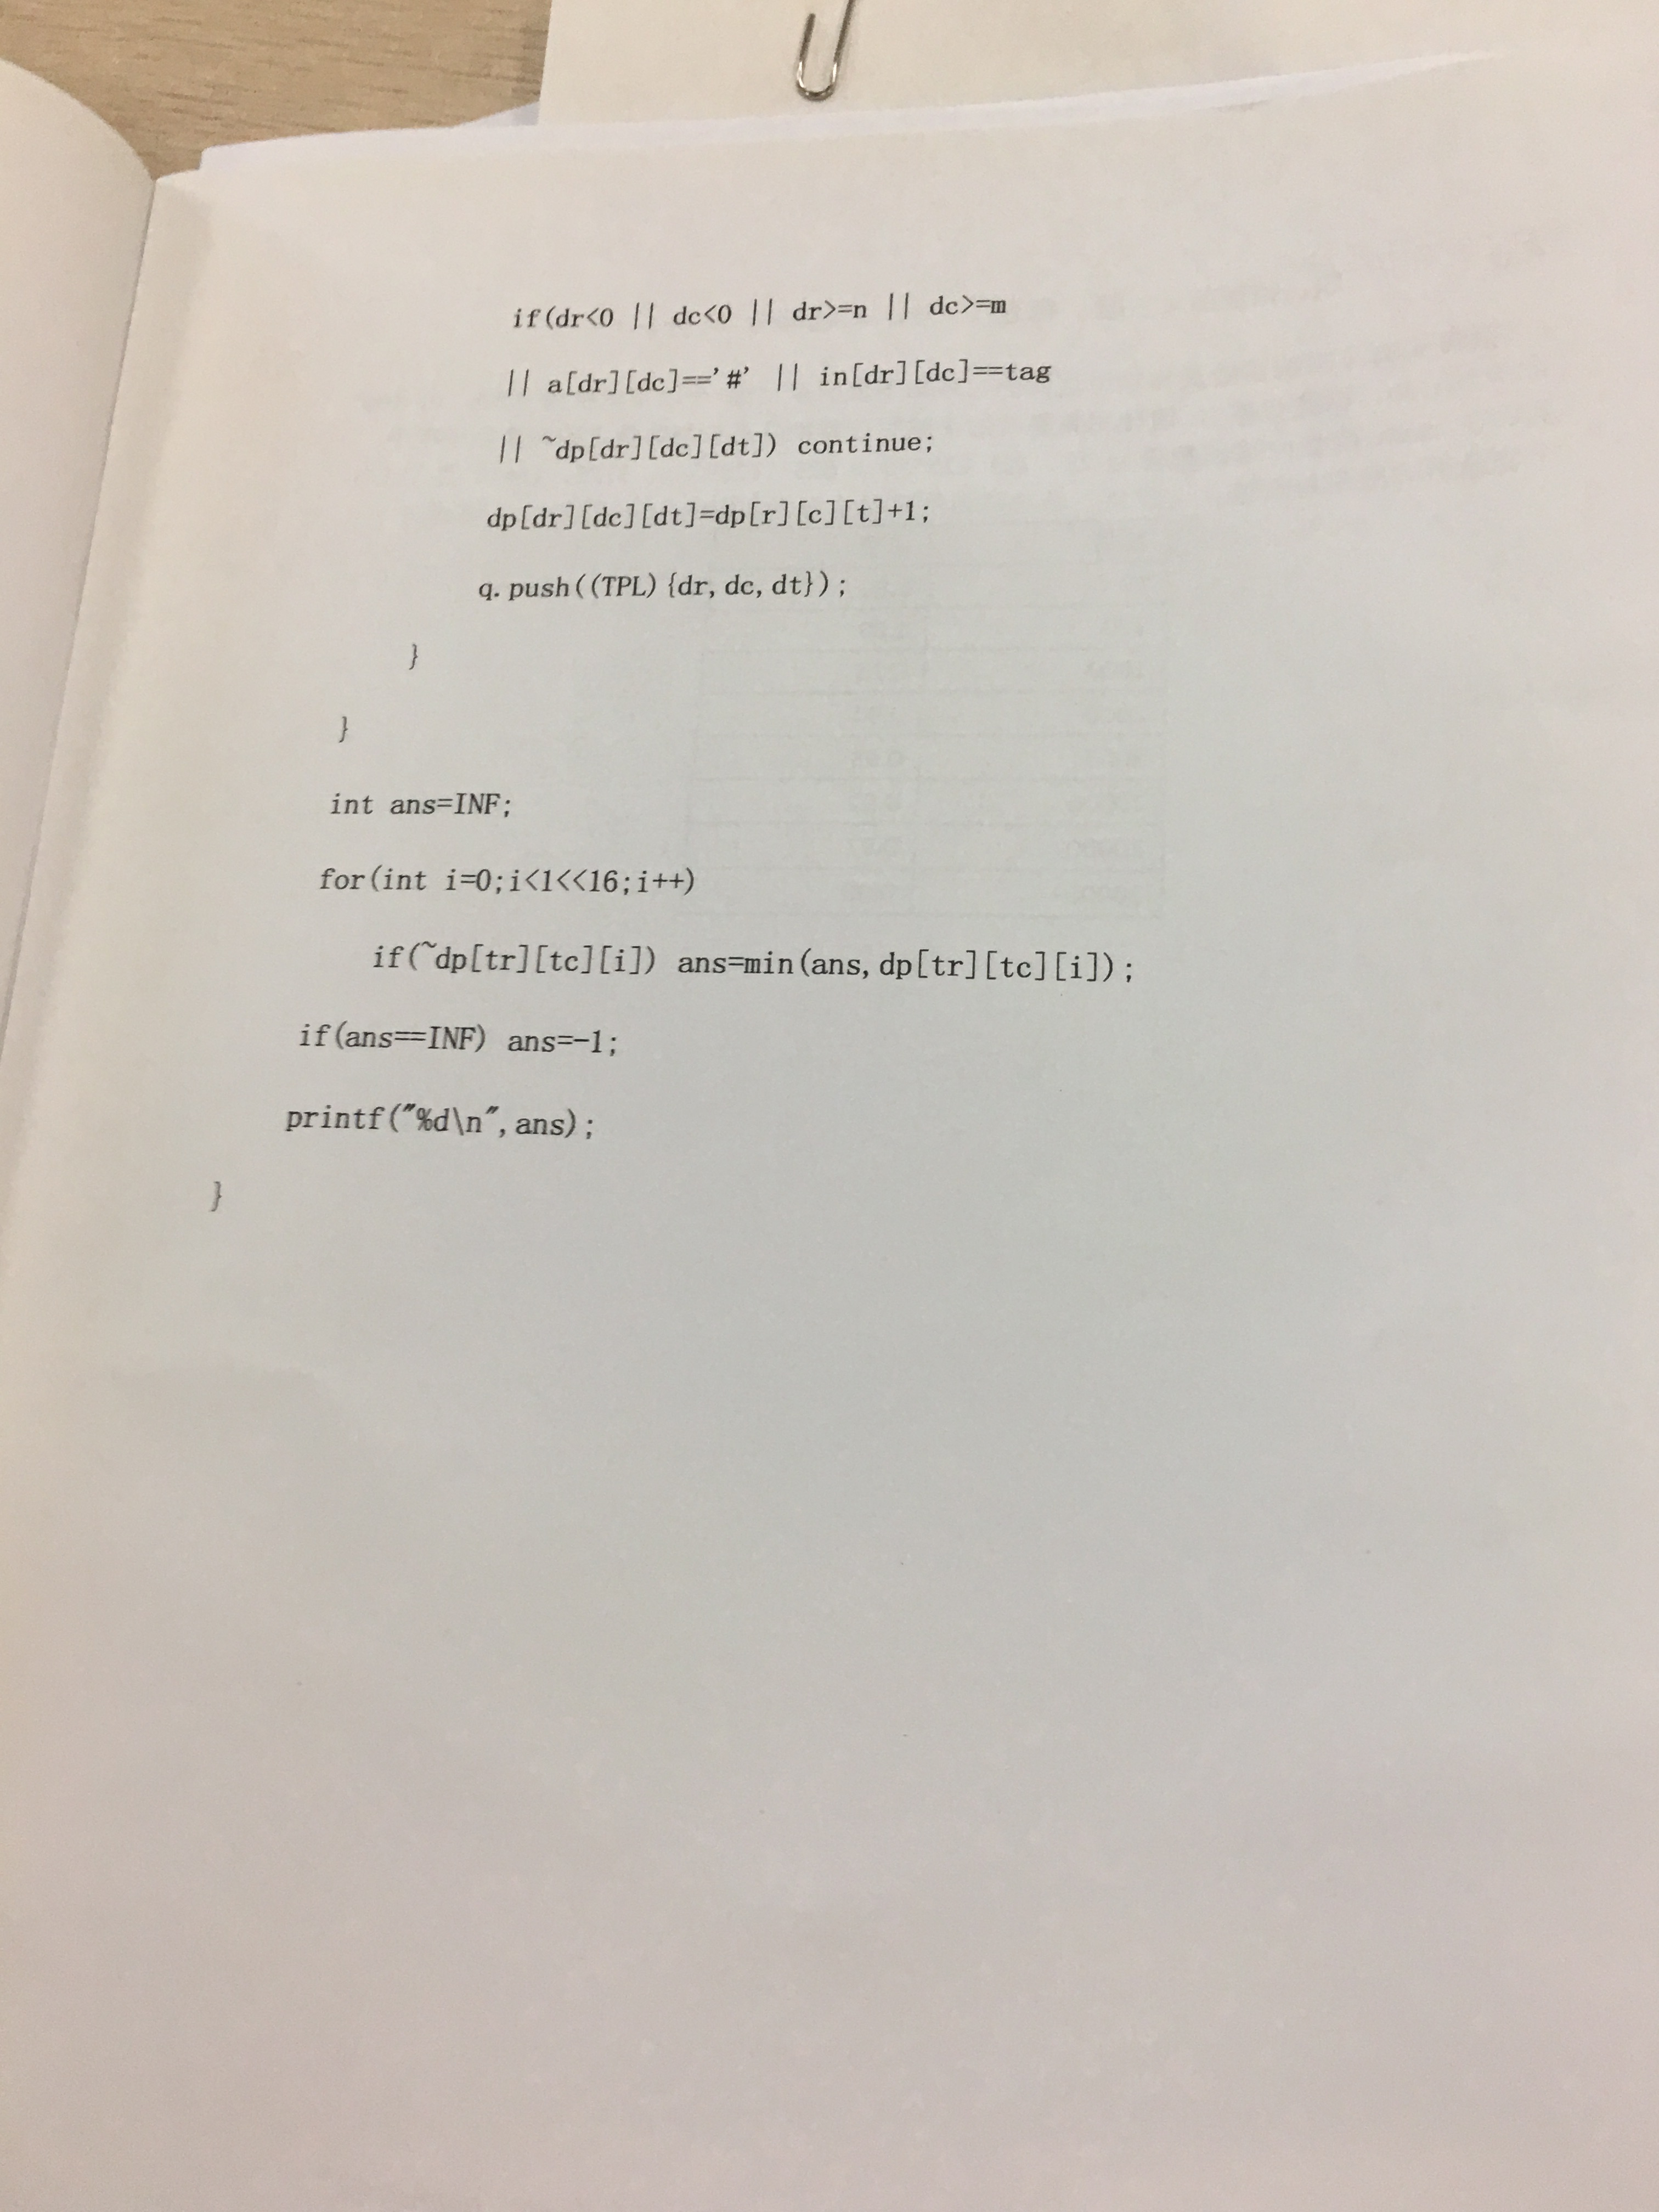 if(dr<0 || dc<0 || dr>=n || dc>=m
|| a[dr][dc]=='#' || in[dr][dc]==tag
|| ~dp[dr][dc][dt]) continue;
dp[dr][dc][dt]=dp[r][c][t]+1;
q.push((TPL){dr,dc,dt});
}
}
int ans=INF;
for(int i=0;i<1<<16;i++)
if(~dp[tr][tc][i]) ans=min(ans,dp[tr][tc][i]);
if(ans==INF) ans=-1;
printf("%d\n",ans);
}